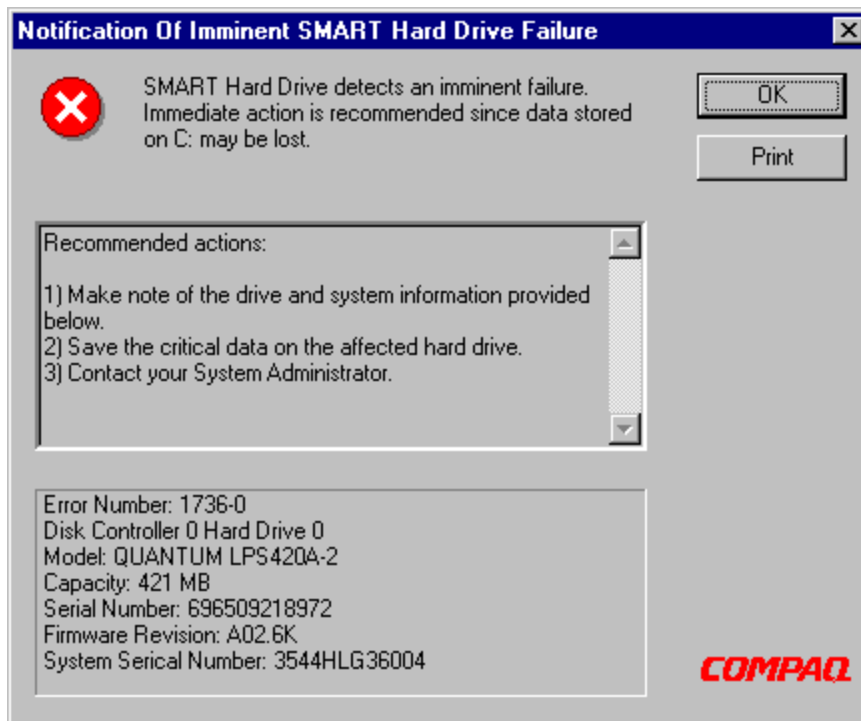 Notification Of Imminent SMART Hard Drive Failure
SMART Hard Drive detects an imminent failure.
Immediate action is recommended since data stored
on C: may be lost.
OK
Print
Recommended actions:
1) Make note of the drive and system information provided
below.
2) Save the critical data on the affected hard drive.
3) Contact your System Administrator.
Error Number: 1736-0
Disk Controller 0 Hard Drive 0
Model: QUANTUM LPS420A-2
Capacity: 421 MB
Serial Number: 696509218972
Firmware Revision: A02.6K
System Serical Number: 3544HLG36004
COMPAQ